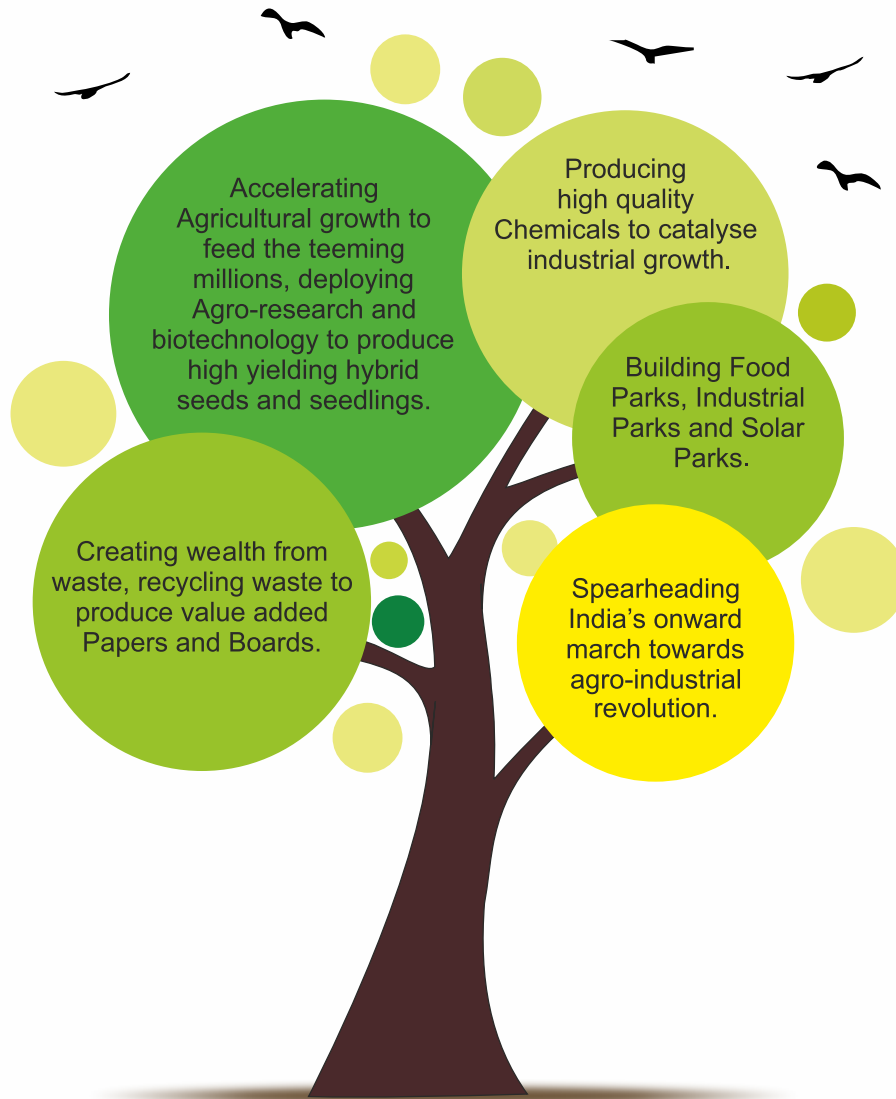 Accelerating
Agricultural growth to
feed the teeming
millions, deploying
Agro-research and
biotechnology to produce
high yielding hybrid
seeds and seedlings.
Producing
high quality
Chemicals to catalyse
industrial growth.
Building Food
Parks, Industrial
Parks and Solar
Parks.
Creating wealth from
waste, recycling waste to
produce value added
Papers and Boards.
Spearheading
India’s onward
march towards
agro-industrial
revolution.